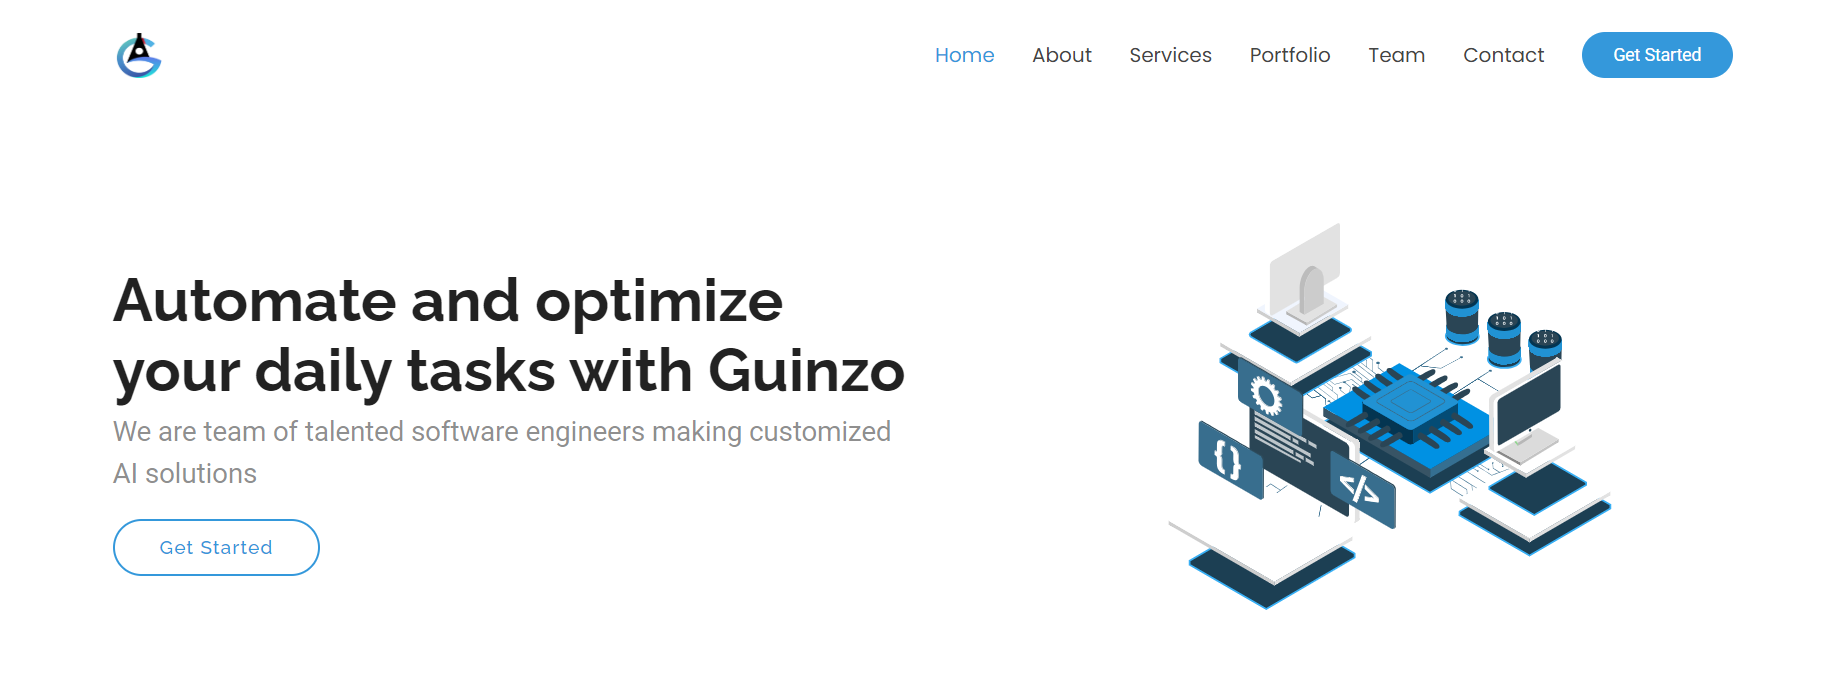 Home About Services Portfolio Team Contact Get Started
Automate and optimize
your daily tasks with Guinzo
We are team of talented software engineers making customized
AI solutions
Get Started
{}
</>